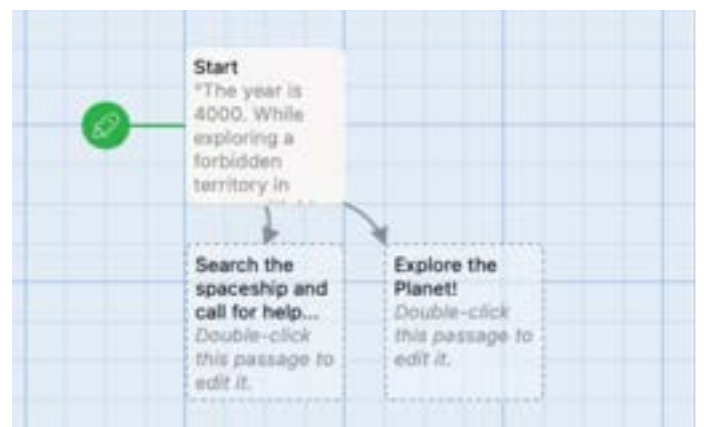 Start
"The year is
4000. While
exploring a
forbidden
territory in
Search the
spaceship and
call for help...
Double-click
this passage to
edit it.
Explore the
Planet!
Double-click
this passage to
edit it.